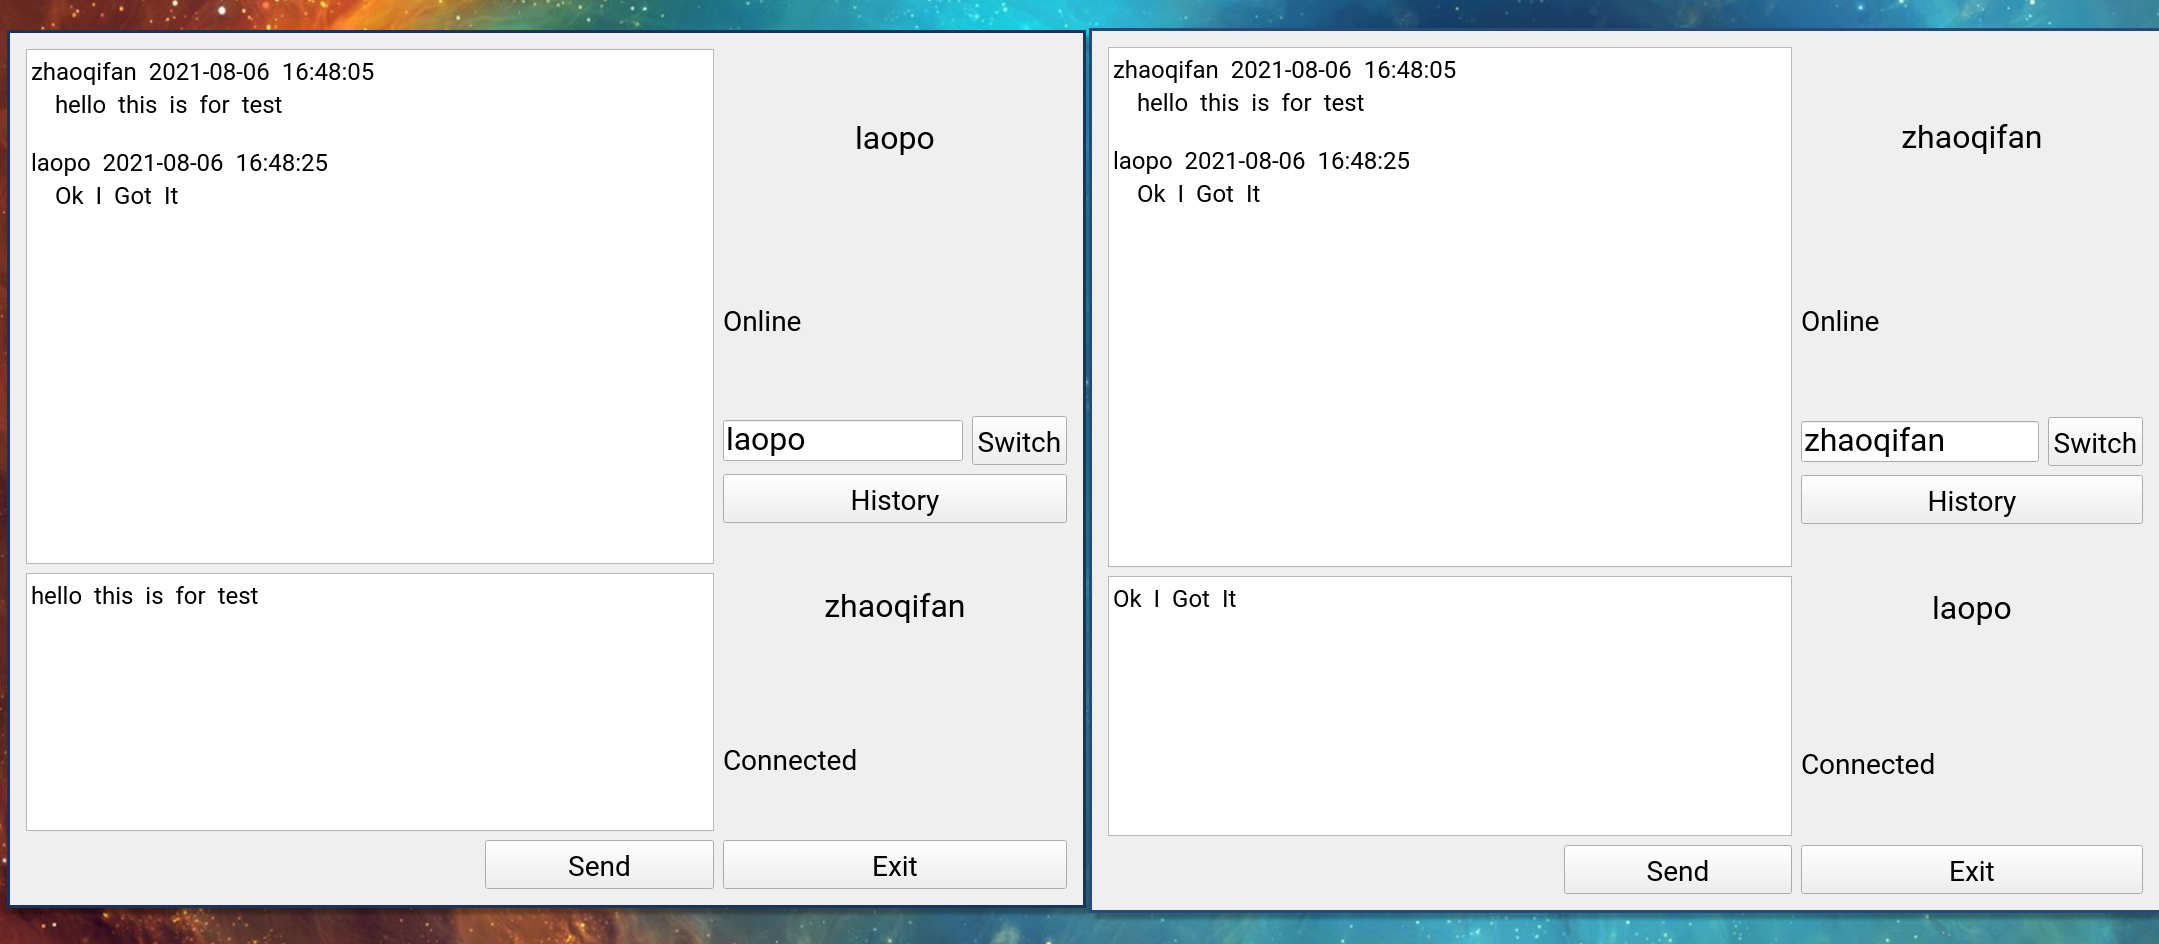 zhaoqifan 2021-08-06 16:48:05
hello this is for test
laopo 2021-08-06 16:48:25
Ok I Got It
laopo
Online
laopo
Switch
History
hello this is for test
zhaoqifan
Connected
Send
Exit
zhaoqifan 2021-08-06 16:48:05
hello this is for test
laopo 2021-08-06 16:48:25
Ok I Got It
zhaoqifan
Online
zhaoqifan
Switch
History
Ok I Got It
laopo
Connected
Send
Exit